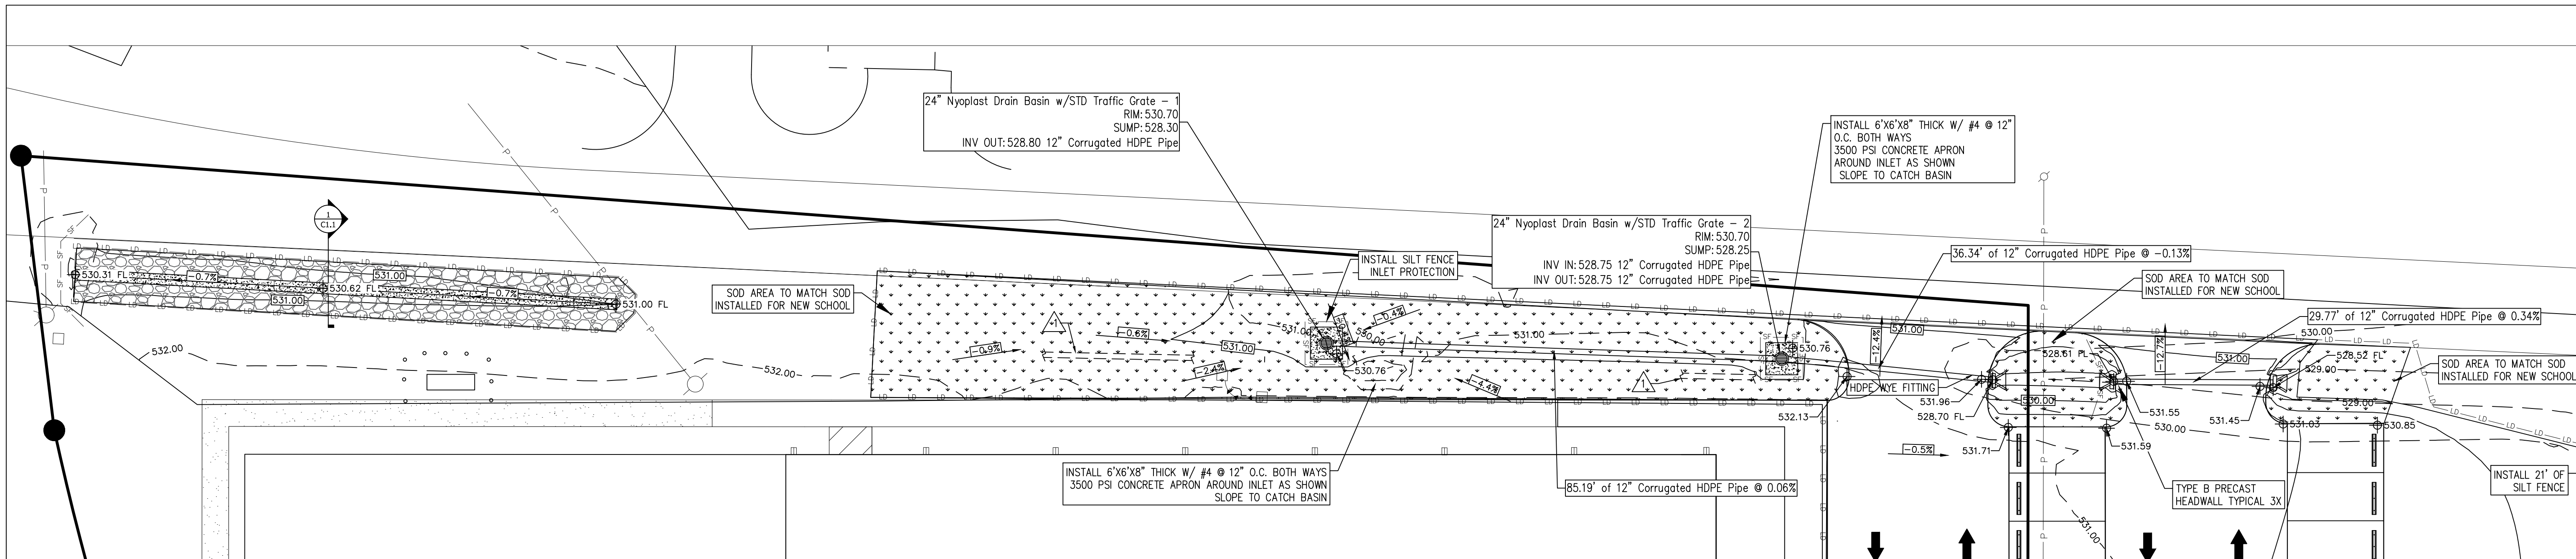 24" Nyoplast Drain Basin w/STD Traffic Grate - 1
RIM: 530.70
SUMP: 528.30
INV OUT: 528.80 12" Corrugated HDPE Pipe
INSTALL 6'X6'X8" THICK W/ #4 @ 12"
O.C. BOTH WAYS
3500 PSI CONCRETE APRON
AROUND INLET AS SHOWN
SLOPE TO CATCH BASIN
24" Nyoplast Drain Basin w/STD Traffic Grate - 2
RIM: 530.70
SUMP: 528.25
INV IN: 528.75 12" Corrugated HDPE Pipe
INV OUT: 528.75 12" Corrugated HDPE Pipe
INSTALL SILT FENCE
INLET PROTECTION
36.34' of 12" Corrugated HDPE Pipe @ -0.13%
SOD AREA TO MATCH SOD
INSTALLED FOR NEW SCHOOL
29.77' of 12" Corrugated HDPE Pipe @ 0.34%
1
C1.1
530.31 FL
-0.7%
531.00
530.62 FL
531.00
-0.7%
531.00 FL
532.00
532.00
SOD AREA TO MATCH SOD
INSTALLED FOR NEW SCHOOL
1
-0.6%
-0.9%
531.00
531.00
-2.4%
-0.4%
530.00
530.76
531.00
-4.4%
1
530.76
532.13
-12.4%
531.00
HDPE WYE FITTING
531.96
528.70 FL
528.61 FL
530.00
-12.7%
531.00
530.00
531.55
531.45
530.00
531.59
531.71
-0.5%
528.52 FL
529.00
529.00
531.03
530.85
SOD AREA TO MATCH SOD
INSTALLED FOR NEW SCHOOL
INSTALL 6'X6'X8" THICK W/ #4 @ 12" O.C. BOTH WAYS
3500 PSI CONCRETE APRON AROUND INLET AS SHOWN
SLOPE TO CATCH BASIN
85.19' of 12" Corrugated HDPE Pipe @ 0.06%
TYPE B PRECAST
HEADWALL TYPICAL 3X
INSTALL 21' OF
SILT FENCE
531.00